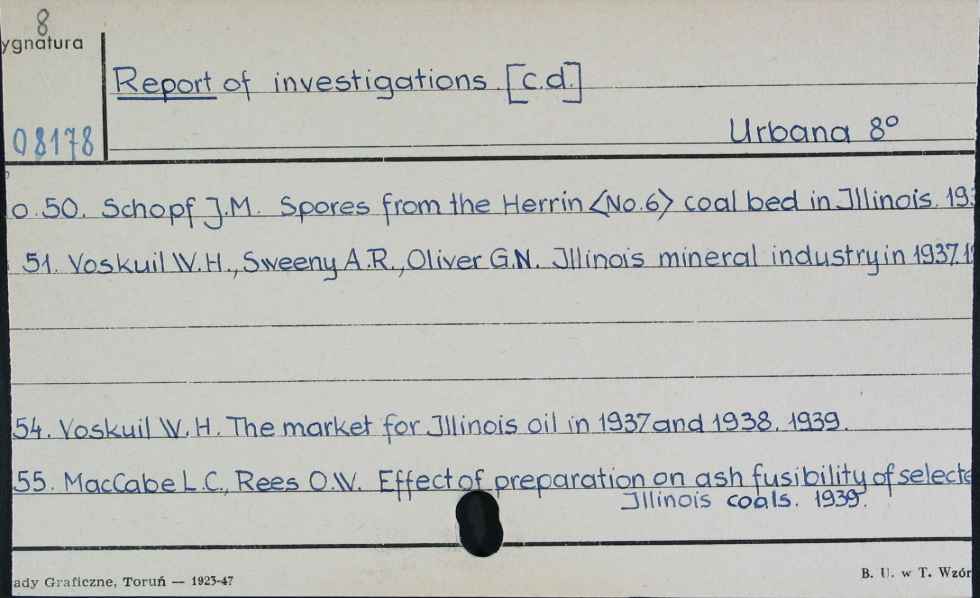 8
ygnatura
Report of investigations. [c.d.]
08178
Urbana 8°
o. 50. Schopf J.M. Spores from the Herrin <No.6> coal bed in Illinois. 193
51. Voskuil W.H., Sweeny A.R., Oliver G.N. Illinois mineral industry in 1937. 1
54. Voskuil W.H. The market for Illinois oil in 1937 and 1938. 1939.
55. MacCabe L.C., Rees O.W. Effect of preparation on ash fusibility of selecte
Illinois coals. 1939.
ady Graficzne, Toruń — 1923-47
B. U. w T. Wzór